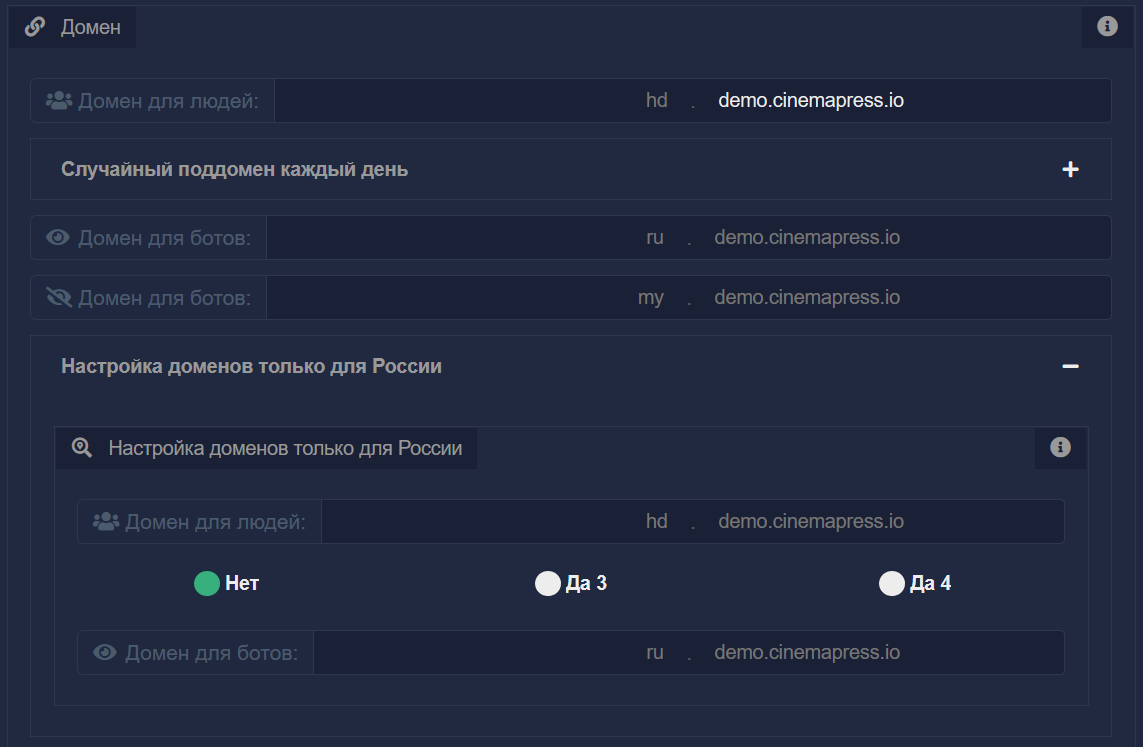 Домен
Домен для людей: hd . demo.cinemapress.io
Случайный поддомен каждый день
Домен для ботов: ru . demo.cinemapress.io
Домен для ботов: my . demo.cinemapress.io
Настройка доменов только для России
Настройка доменов только для России
Домен для людей: hd . demo.cinemapress.io
Нет Да 3 Да 4
Домен для ботов: ru . demo.cinemapress.io